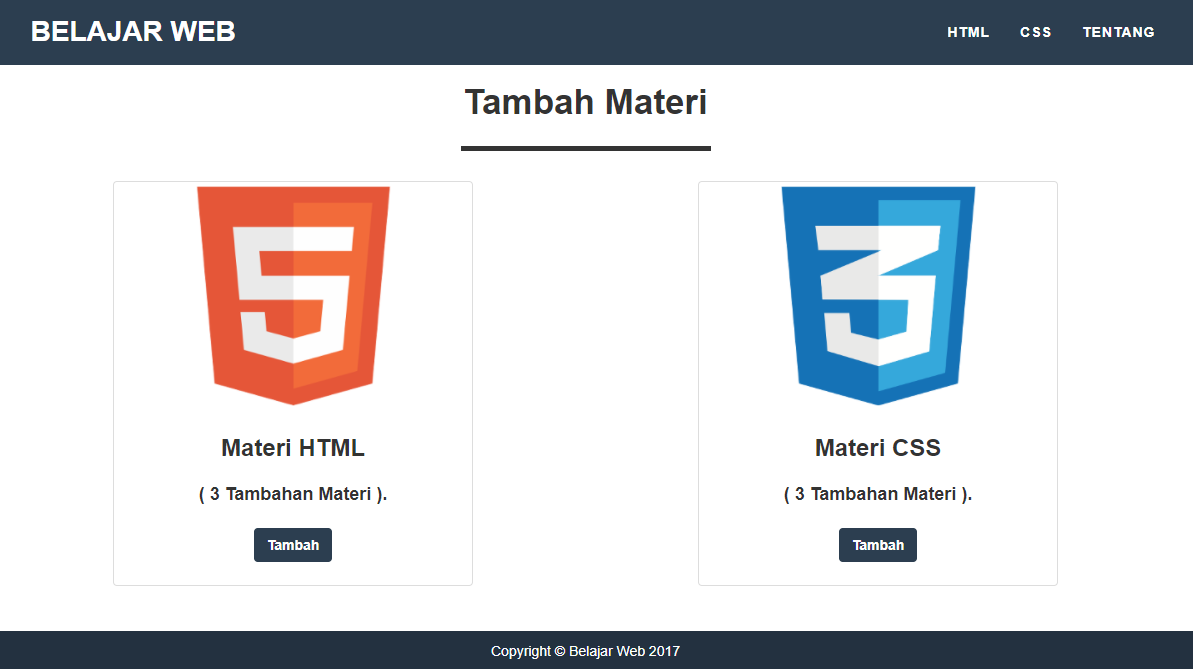 BELAJAR WEB
HTML CSS TENTANG
Tambah Materi
Materi HTML
( 3 Tambahan Materi ).
Tambah
Materi CSS
( 3 Tambahan Materi ).
Tambah
Copyright © Belajar Web 2017